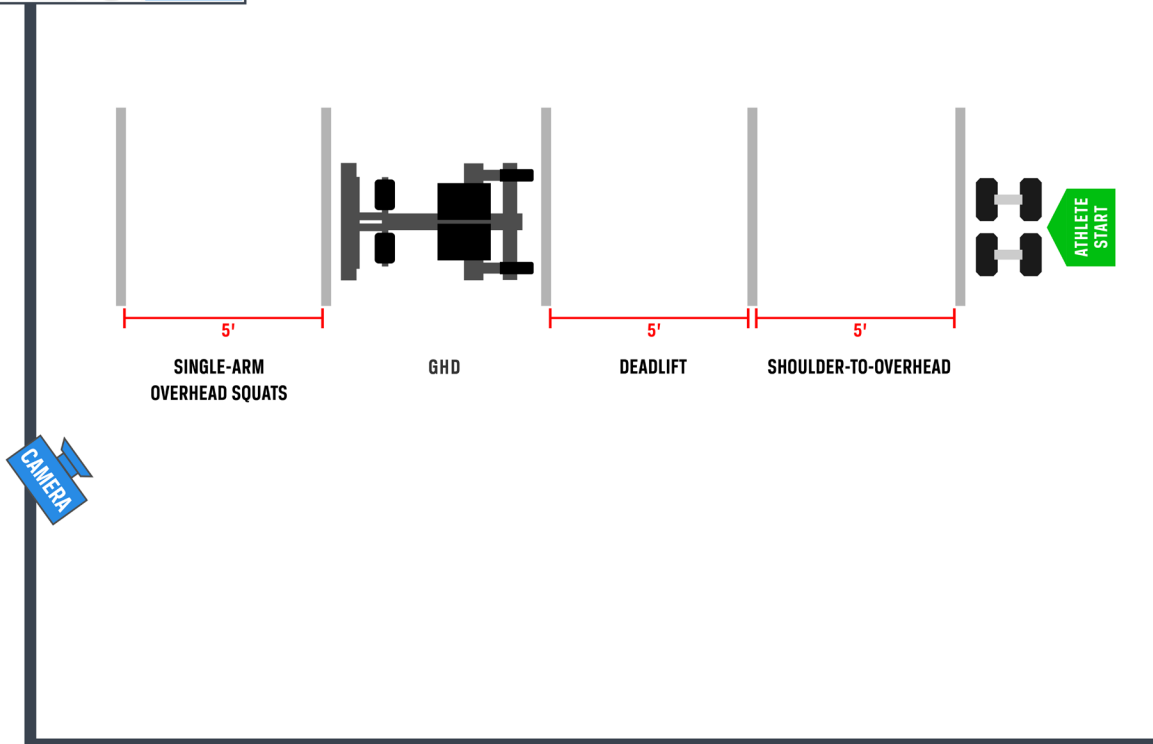 ATHLETE
START
5'
5'
5'
SINGLE-ARM
OVERHEAD SQUATS
GHD
DEADLIFT
SHOULDER-TO-OVERHEAD
CAMERA